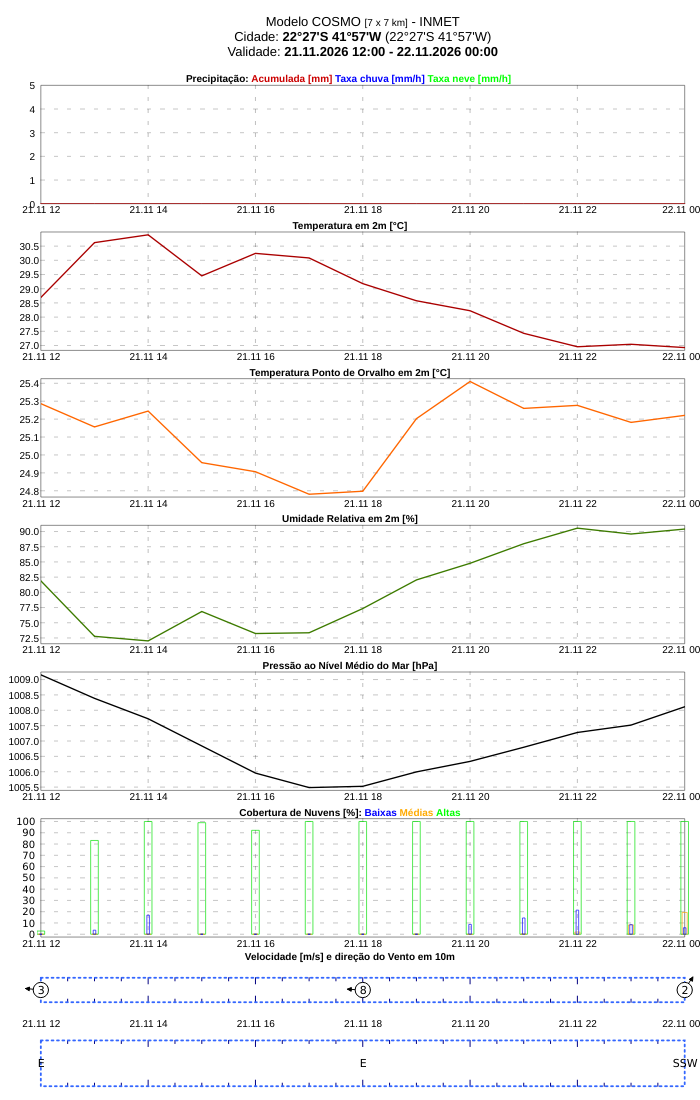 Modelo COSMO [7 x 7 km] - INMET
Cidade: 22°27'S 41°57'W (22°27'S 41°57'W)
Validade: 21.11.2026 12:00 - 22.11.2026 00:00
Precipitação: Acumulada [mm] Taxa chuva [mm/h] Taxa neve [mm/h]
5
4
3
2
1
0
21.11 12 21.11 14 21.11 16 21.11 18 21.11 20 21.11 22 22.11 00
Temperatura em 2m [°C]
30.5
30.0
29.5
29.0
28.5
28.0
27.5
27.0
21.11 12 21.11 14 21.11 16 21.11 18 21.11 20 21.11 22 22.11 00
Temperatura Ponto de Orvalho em 2m [°C]
25.4
25.3
25.2
25.1
25.0
24.9
24.8
21.11 12 21.11 14 21.11 16 21.11 18 21.11 20 21.11 22 22.11 00
Umidade Relativa em 2m [%]
90.0
87.5
85.0
82.5
80.0
77.5
75.0
72.5
21.11 12 21.11 14 21.11 16 21.11 18 21.11 20 21.11 22 22.11 00
Pressão ao Nível Médio do Mar [hPa]
1009.0
1008.5
1008.0
1007.5
1007.0
1006.5
1006.0
1005.5
21.11 12 21.11 14 21.11 16 21.11 18 21.11 20 21.11 22 22.11 00
Cobertura de Nuvens [%]: Baixas Médias Altas
100
90
80
70
60
50
40
30
20
10
0
21.11 12 21.11 14 21.11 16 21.11 18 21.11 20 21.11 22 22.11 00
Velocidade [m/s] e direção do Vento em 10m
3 8 2
21.11 12 21.11 14 21.11 16 21.11 18 21.11 20 21.11 22 22.11 00
E E SSW